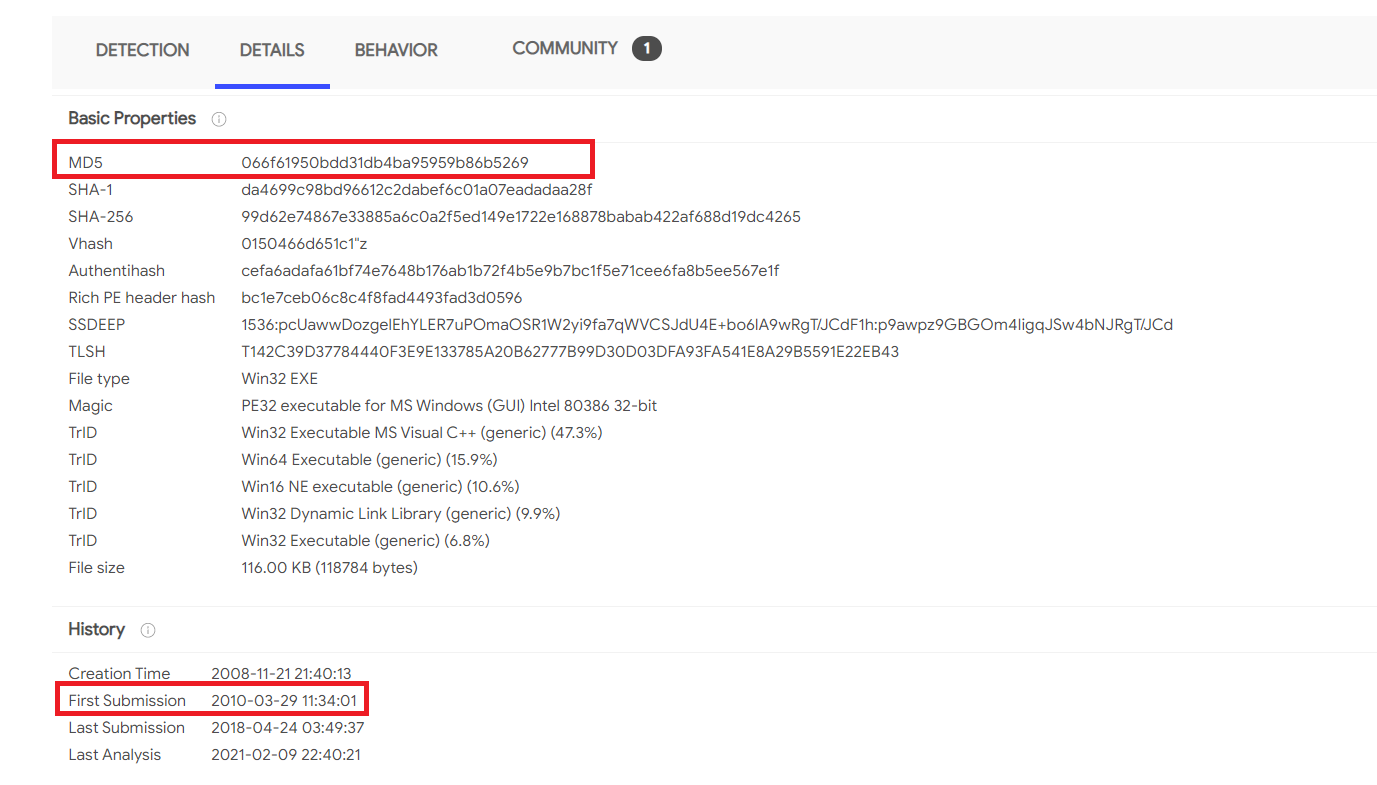 DETECTION DETAILS BEHAVIOR COMMUNITY 1
Basic Properties
MD5 066f61950bdd31db4ba95959b86b5269
SHA-1 da4699c98bd96612c2dabef6c01a07eadadaa28f
SHA-256 99d62e74867e33885a6c0a2f5ed149e1722e168878babab422af688d19dc4265
Vhash 0150466d651c1"z
Authentihash cefa6adafa61bf74e7648b176ab1b72f4b5e9b7bc1f5e71cee6fa8b5ee567e1f
Rich PE header hash bc1e7ceb06c8c4f8fad4493fad3d0596
SSDEEP 1536:pcUawwDozgelEhYLER7uPOmaOSR1W2yi9fa7qWVCSJdU4E+bo6lA9wRgT/JCdF1h:p9awpz9GBGOm4IigqJSw4bNJRgT/JCd
TLSH T142C39D37784440F3E9E133785A20B62777B99D30D03DFA93FA541E8A29B5591E22EB43
File type Win32 EXE
Magic PE32 executable for MS Windows (GUI) Intel 80386 32-bit
TrID Win32 Executable MS Visual C++ (generic) (47.3%)
TrID Win64 Executable (generic) (15.9%)
TrID Win16 NE executable (generic) (10.6%)
TrID Win32 Dynamic Link Library (generic) (9.9%)
TrID Win32 Executable (generic) (6.8%)
File size 116.00 KB (118784 bytes)
History
Creation Time 2008-11-21 21:40:13
First Submission 2010-03-29 11:34:01
Last Submission 2018-04-24 03:49:37
Last Analysis 2021-02-09 22:40:21